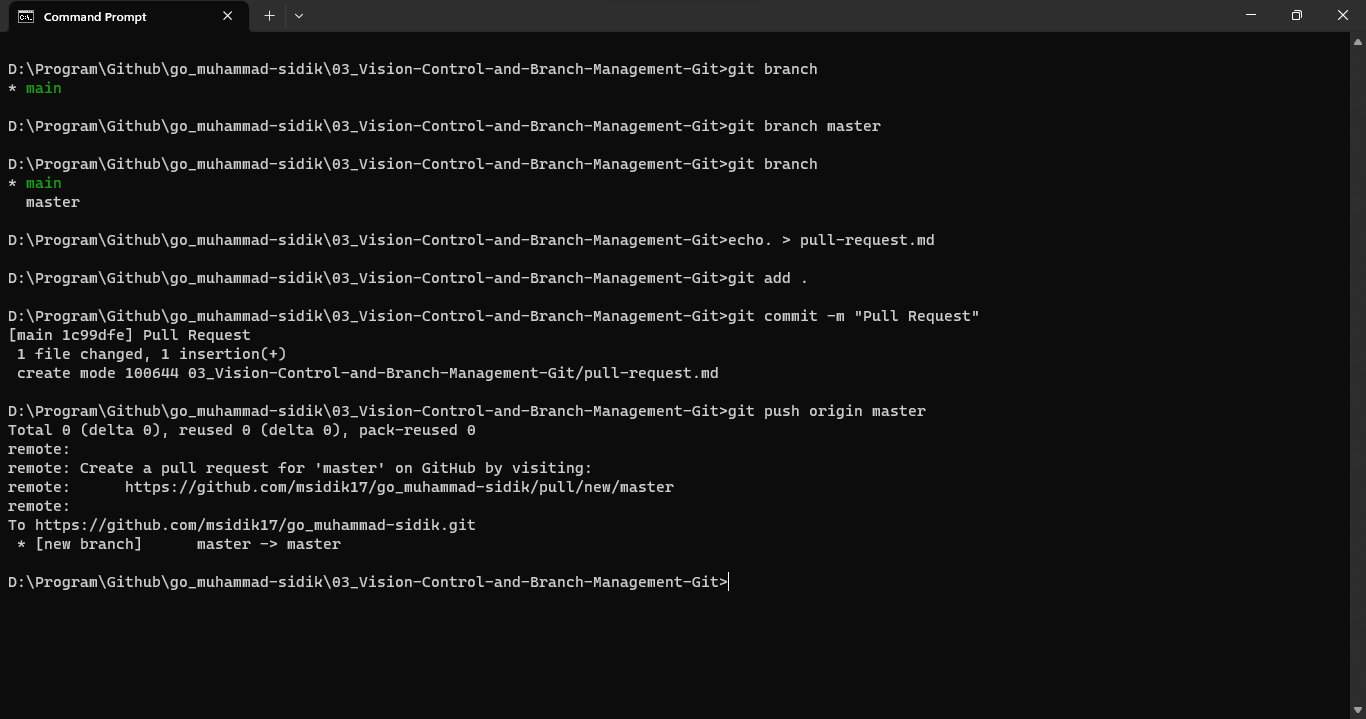 Command Prompt
D:\Program\Github\go_muhammad-sidik\03_Vision-Control-and-Branch-Management-Git>git branch
* main
D:\Program\Github\go_muhammad-sidik\03_Vision-Control-and-Branch-Management-Git>git branch master
D:\Program\Github\go_muhammad-sidik\03_Vision-Control-and-Branch-Management-Git>git branch
* main
  master
D:\Program\Github\go_muhammad-sidik\03_Vision-Control-and-Branch-Management-Git>echo. > pull-request.md
D:\Program\Github\go_muhammad-sidik\03_Vision-Control-and-Branch-Management-Git>git add .
D:\Program\Github\go_muhammad-sidik\03_Vision-Control-and-Branch-Management-Git>git commit -m "Pull Request"
[main 1c99dfe] Pull Request
 1 file changed, 1 insertion(+)
 create mode 100644 03_Vision-Control-and-Branch-Management-Git/pull-request.md
D:\Program\Github\go_muhammad-sidik\03_Vision-Control-and-Branch-Management-Git>git push origin master
Total 0 (delta 0), reused 0 (delta 0), pack-reused 0
remote:
remote: Create a pull request for 'master' on GitHub by visiting:
remote:      https://github.com/msidik17/go_muhammad-sidik/pull/new/master
remote:
To https://github.com/msidik17/go_muhammad-sidik.git
 * [new branch]      master -> master
D:\Program\Github\go_muhammad-sidik\03_Vision-Control-and-Branch-Management-Git>